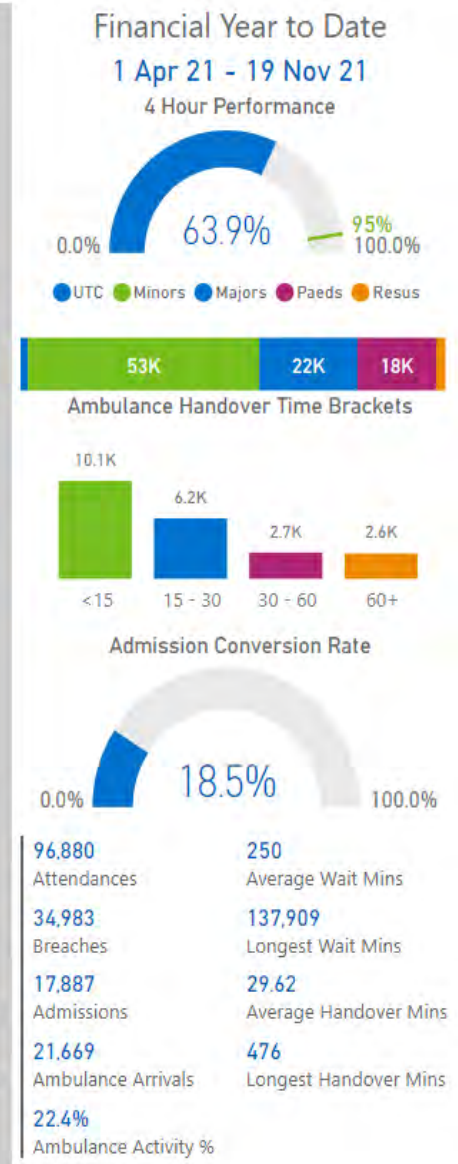 Financial Year to Date
1 Apr 21 - 19 Nov 21
4 Hour Performance
63.9%
95%
0.0% 100.0%
UTC Minors Majors Paeds Resus
53K 22K 18K
Ambulance Handover Time Brackets
10.1K 6.2K 2.7K 2.6K
<15 15 - 30 30 - 60 60+
Admission Conversion Rate
18.5%
0.0% 100.0%
96,880 250
Attendances Average Wait Mins
34,983 137,909
Breaches Longest Wait Mins
17,887 29.62
Admissions Average Handover Mins
21,669 476
Ambulance Arrivals Longest Handover Mins
22.4%
Ambulance Activity %